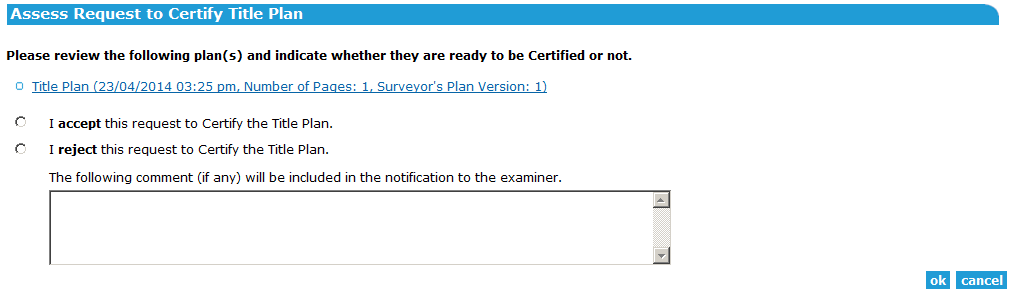 Assess Request to Certify Title Plan
Please review the following plan(s) and indicate whether they are ready to be Certified or not.
Title Plan (23/04/2014 03:25 pm, Number of Pages: 1, Surveyor's Plan Version: 1)
I accept this request to Certify the Title Plan.
I reject this request to Certify the Title Plan.
The following comment (if any) will be included in the notification to the examiner.
ok cancel